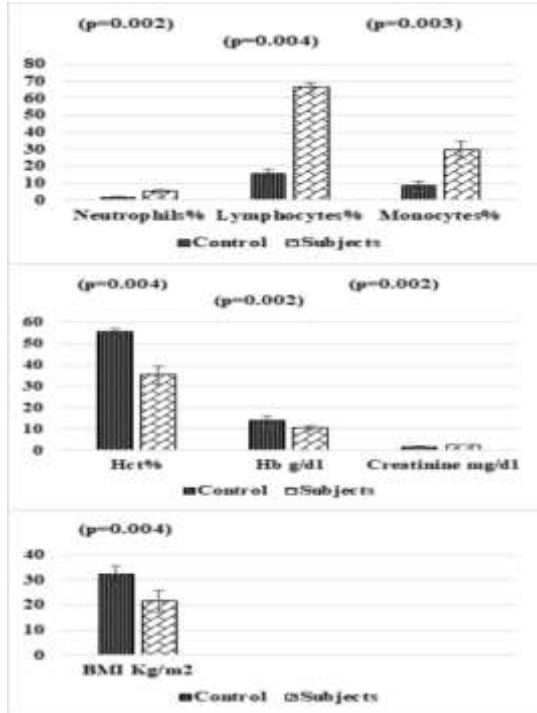 (p=0.002) (p=0.003)
(p=0.004)
80
70
60
50
40
30
20
10
0
Neutrophils% Lymphocytes% Monocytes%
Control Subjects
(p=0.004) (p=0.002)
(p=0.002)
60
50
40
30
20
10
0
Hct% Hb g/dl Creatinine mg/dl
Control Subjects
(p=0.004)
40
30
20
10
0
BMI Kg/m2
Control Subjects